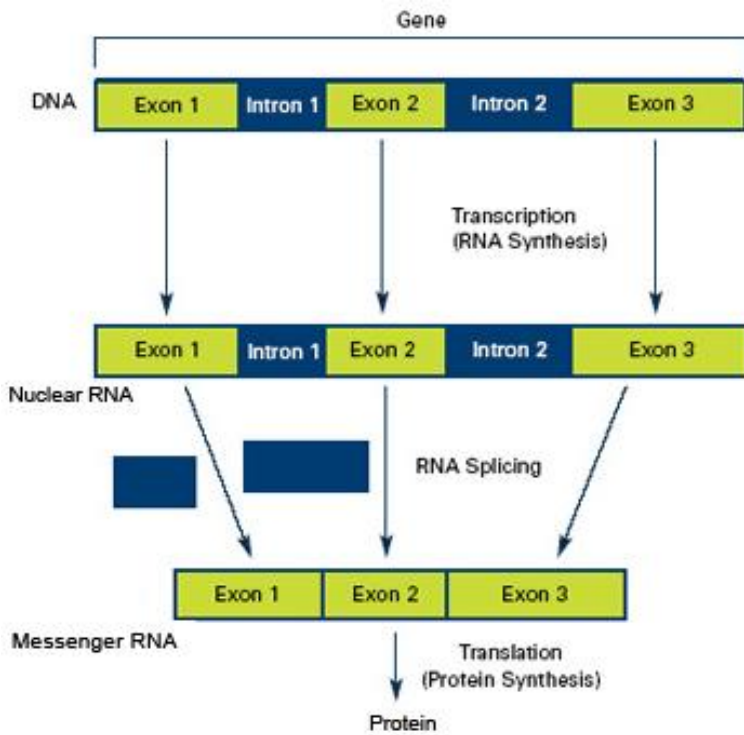 Gene
DNA
Exon 1 Intron 1 Exon 2 Intron 2 Exon 3
Transcription
(RNA Synthesis)
Exon 1 Intron 1 Exon 2 Intron 2 Exon 3
Nuclear RNA
RNA Splicing
Exon 1 Exon 2 Exon 3
Messenger RNA
Translation
(Protein Synthesis)
Protein